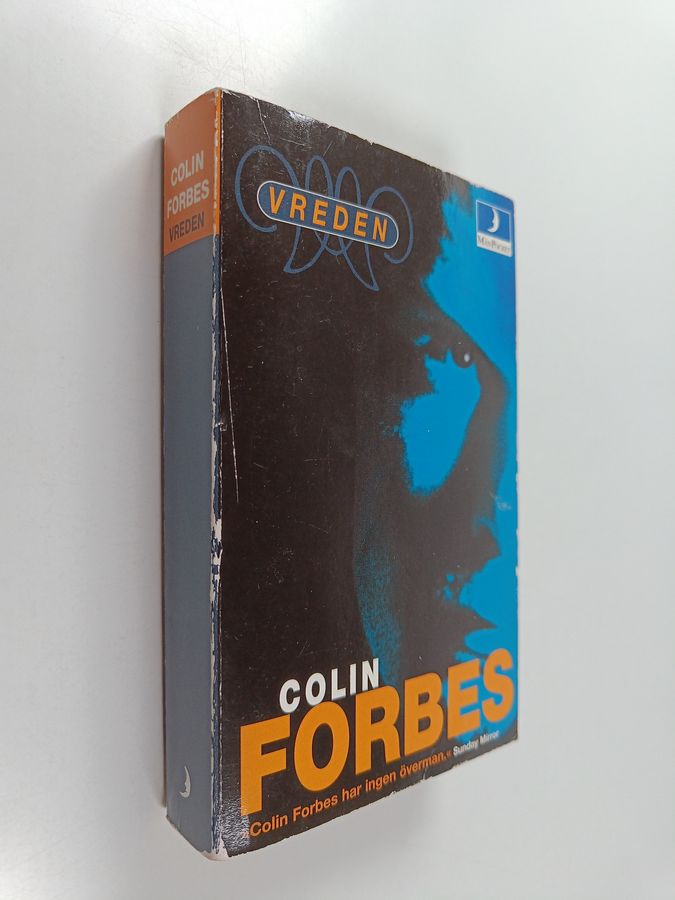 COLIN
FORBES
VREDEN
VREDEN
MånPocket
COLIN
FORBES
»Colin Forbes har ingen överman.« Sunday Mirror